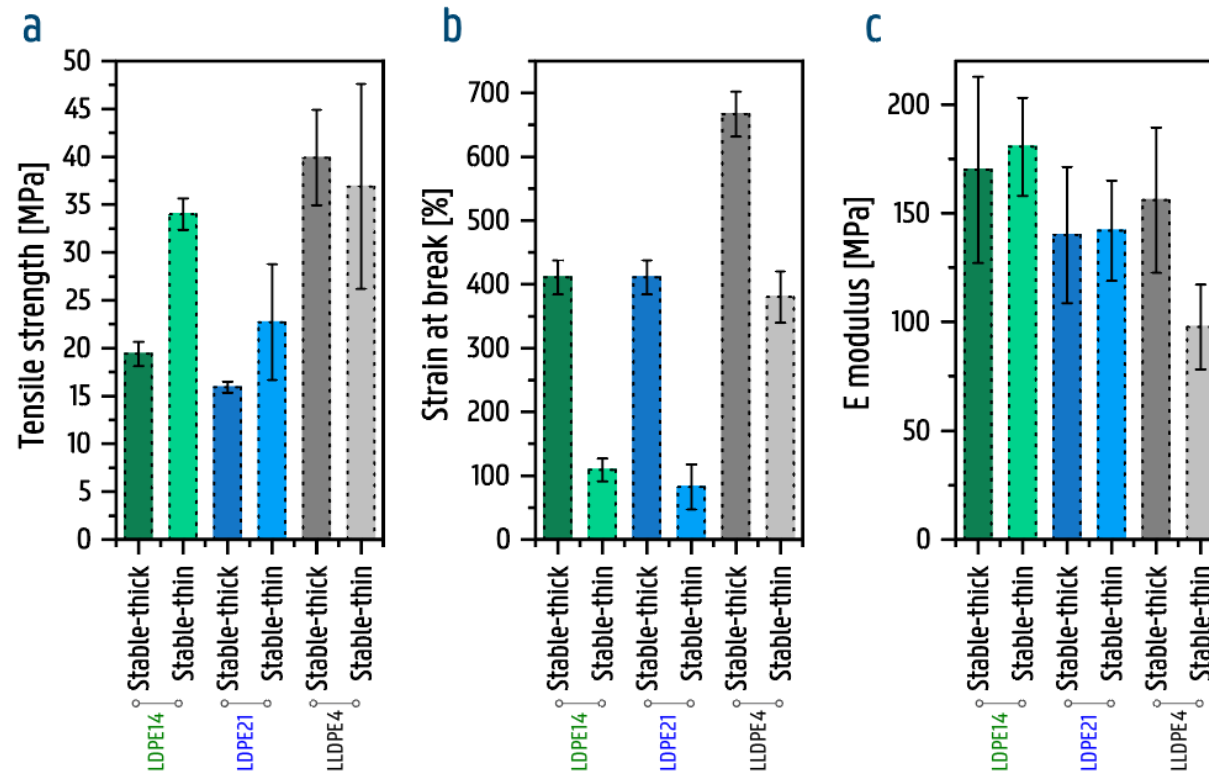 a
b
c
Tensile strength [MPa]
50
45
40
35
30
25
20
15
10
5
0
Stable-thick
Stable-thin
Stable-thick
Stable-thin
Stable-thick
Stable-thin
LDPE14
LDPE21
LLDPE4
Strain at break [%]
700
600
500
400
300
200
100
0
Stable-thick
Stable-thin
Stable-thick
Stable-thin
Stable-thick
Stable-thin
LDPE14
LDPE21
LLDPE4
E modulus [MPa]
200
150
100
50
0
Stable-thick
Stable-thin
Stable-thick
Stable-thin
Stable-thick
Stable-thin
LDPE14
LDPE21
LLDPE4